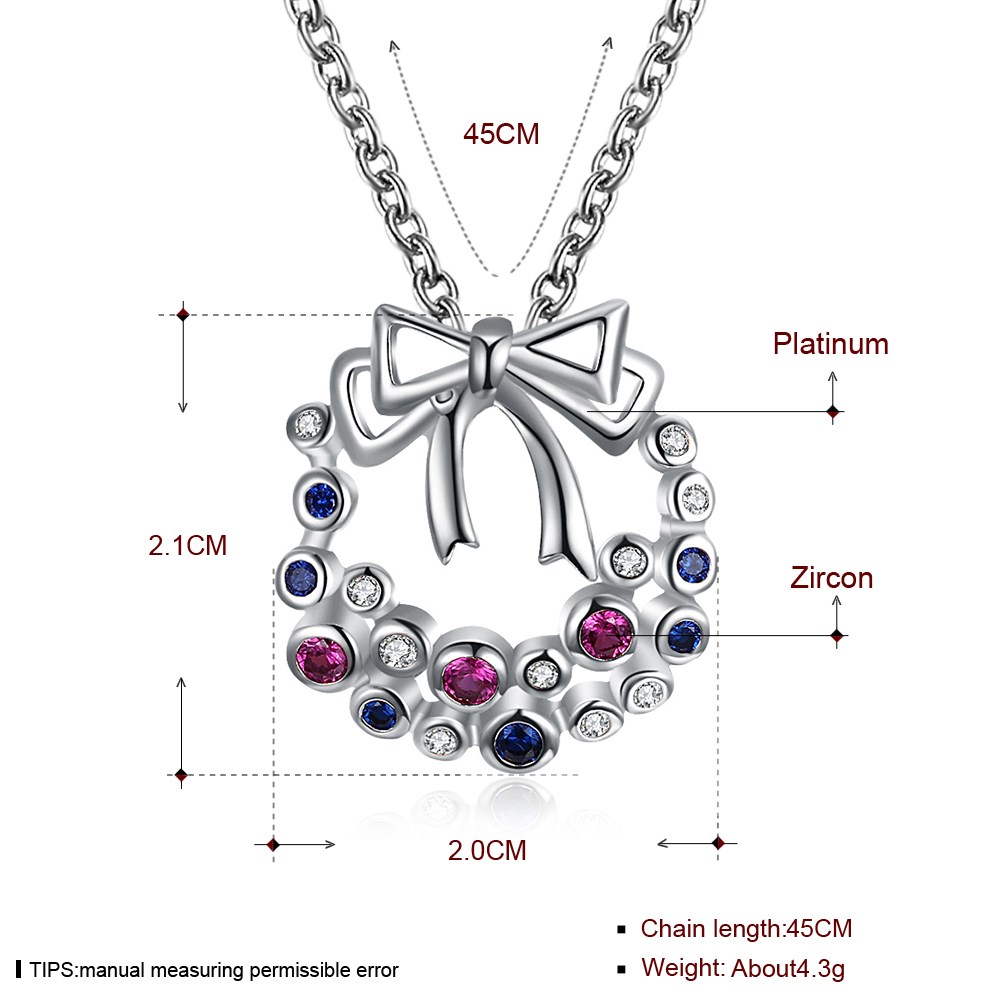 45CM
Platinum
2.1CM
Zircon
2.0CM
Chain length:45CM
Weight: About4.3g
TIPS:manual measuring permissible error